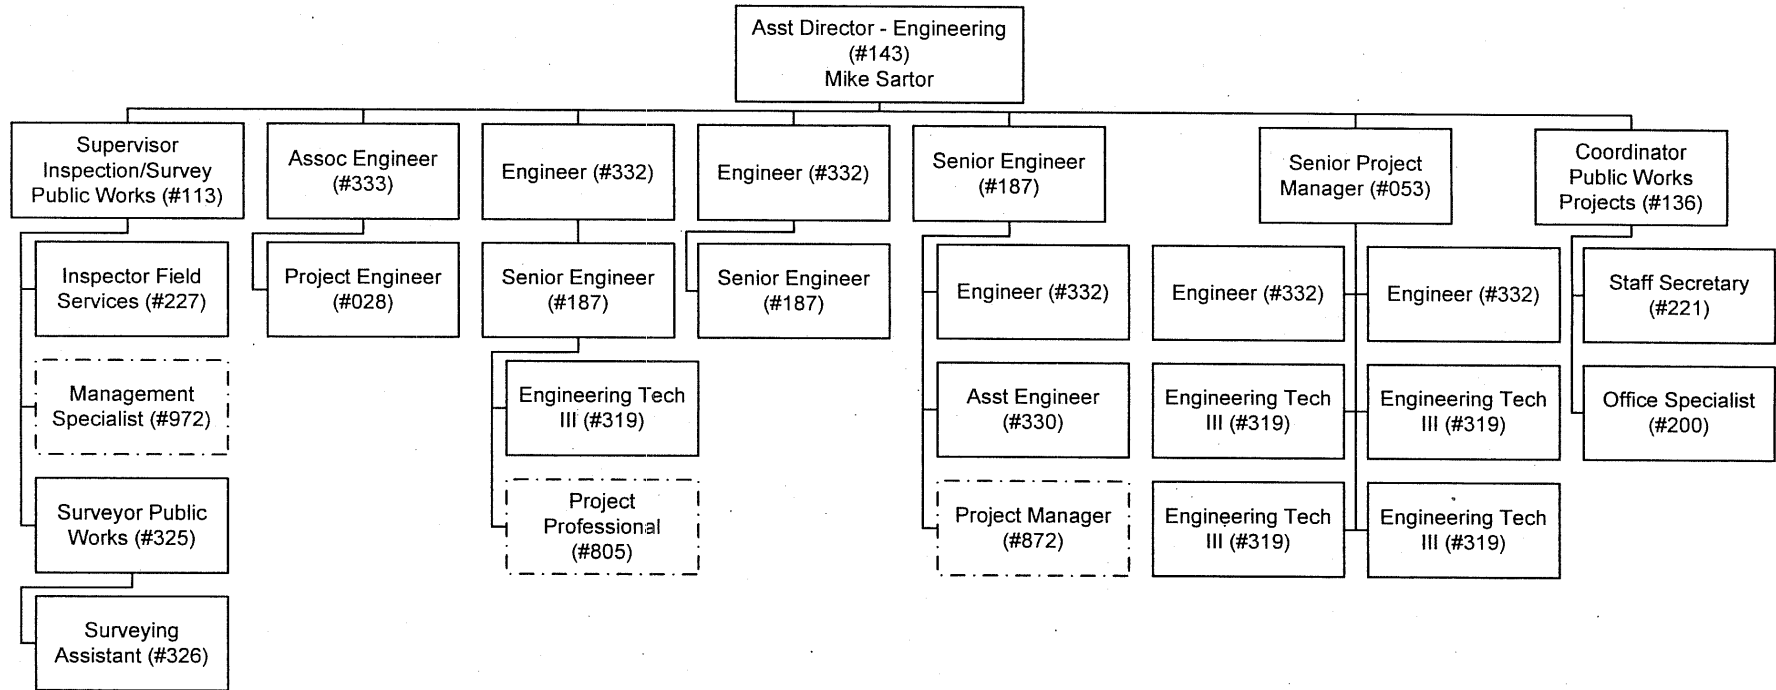 Asst Director - Engineering
(#143)
Mike Sartor
Supervisor
Inspection/Survey
Public Works (#113)
Assoc Engineer
(#333)
Engineer (#332)
Engineer (#332)
Senior Engineer
(#187)
Senior Project
Manager (#053)
Coordinator
Public Works
Projects (#136)
Inspector Field
Services (#227)
Project Engineer
(#028)
Senior Engineer
(#187)
Senior Engineer
(#187)
Engineer (#332)
Engineer (#332)
Engineer (#332)
Staff Secretary
(#221)
Management
Specialist (#972)
Engineering Tech
III (#319)
Asst Engineer
(#330)
Engineering Tech
III (#319)
Engineering Tech
III (#319)
Office Specialist
(#200)
Surveyor Public
Works (#325)
Project
Professional
(#805)
Project Manager
(#872)
Engineering Tech
III (#319)
Engineering Tech
III (#319)
Surveying
Assistant (#326)